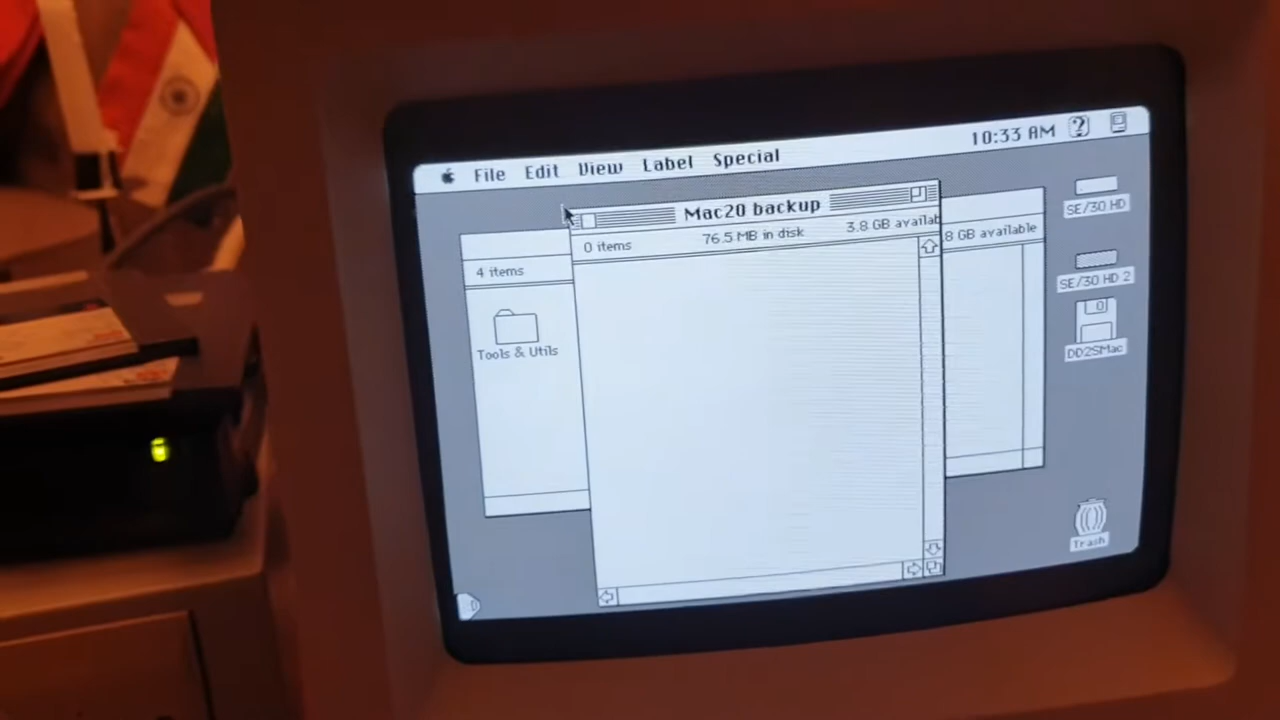 File Edit View Label Special 10:33 AM
Mac20 backup
0 items 76.5 MB in disk 3.8 GB availab
4 items
.8 GB available
Tools & Utils
SE/30 HD
SE/30 HD 2
DD2SMac
Trash